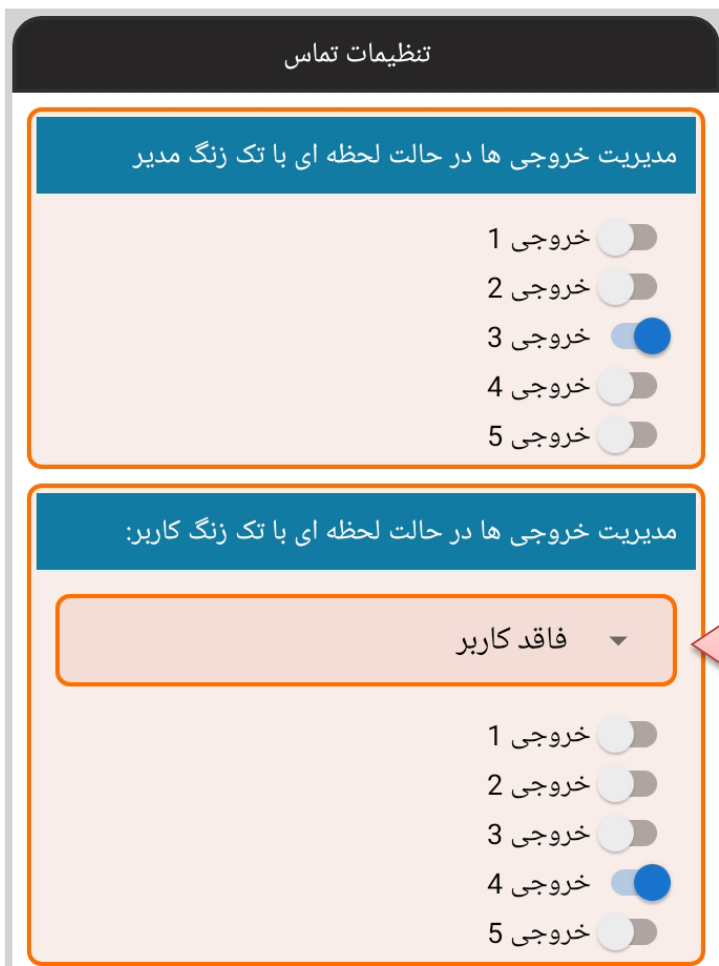 تنظیمات تماس
مدیریت خروجی ها در حالت لحظه ای با تک زنگ مدیر
خروجی 1
خروجی 2
خروجی 3
خروجی 4
خروجی 5
مدیریت خروجی ها در حالت لحظه ای با تک زنگ کاربر:
فاقد کاربر
خروجی 1
خروجی 2
خروجی 3
خروجی 4
خروجی 5